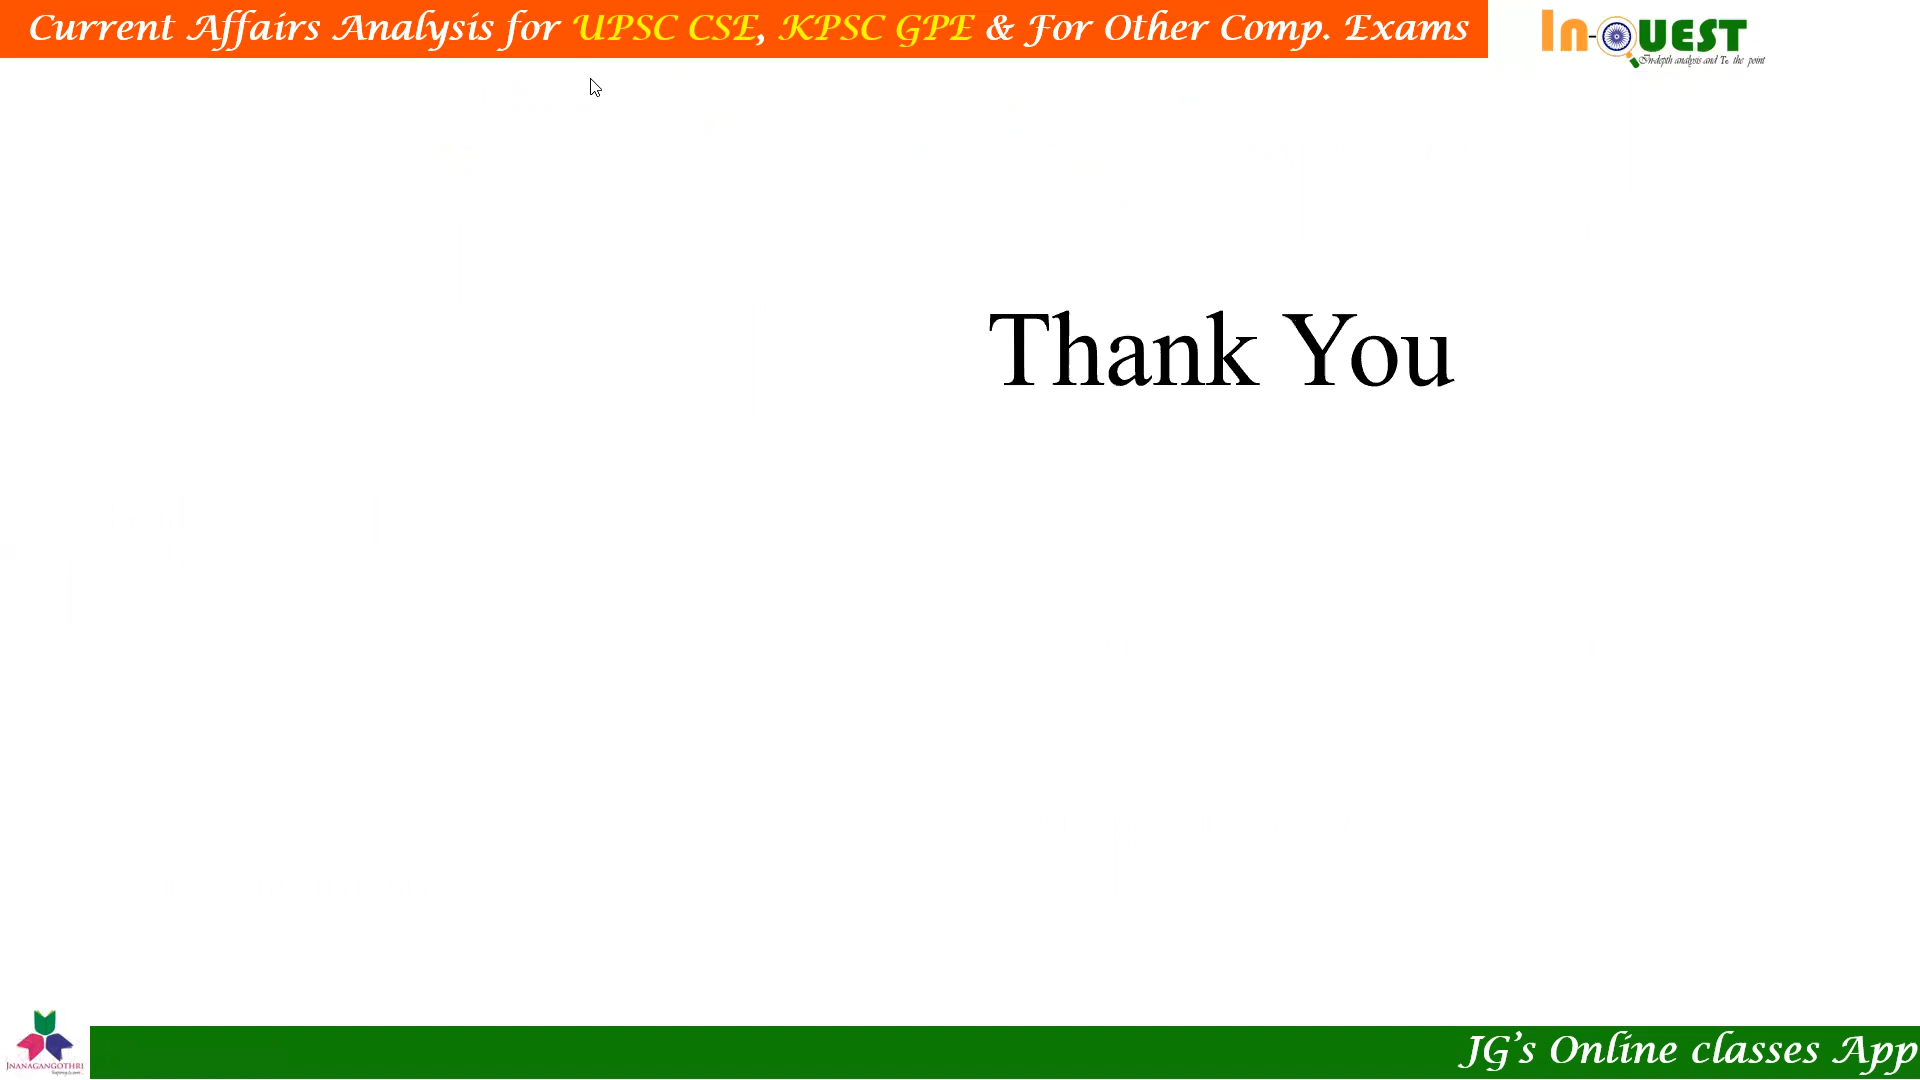 Current Affairs Analysis for UPSC CSE, KPSC GPE & For Other Comp. Exams
In-QUEST
In-depth analysis and To the point
Thank You
JNANAGANGOTHRI
JG's Online classes App